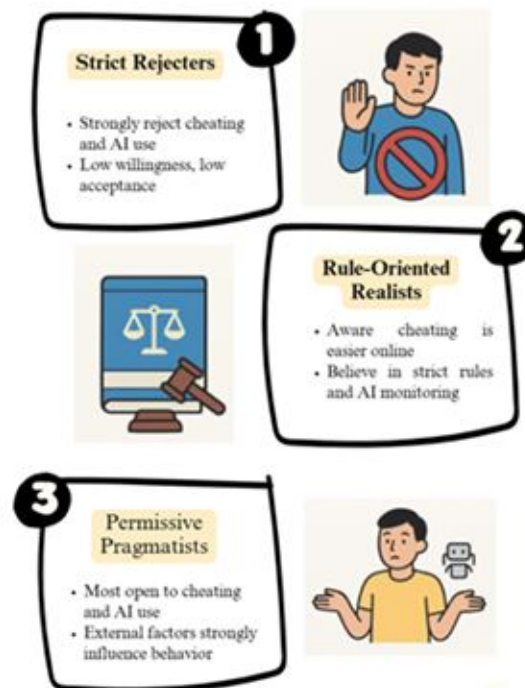 1
Strict Rejecters
• Strongly reject cheating
and AI use
• Low willingness, low
acceptance
2
Rule-Oriented
Realists
• Aware cheating is
easier online
• Believe in strict rules
and AI monitoring
3
Permissive
Pragmatists
• Most open to cheating
and AI use
• External factors strongly
influence behavior